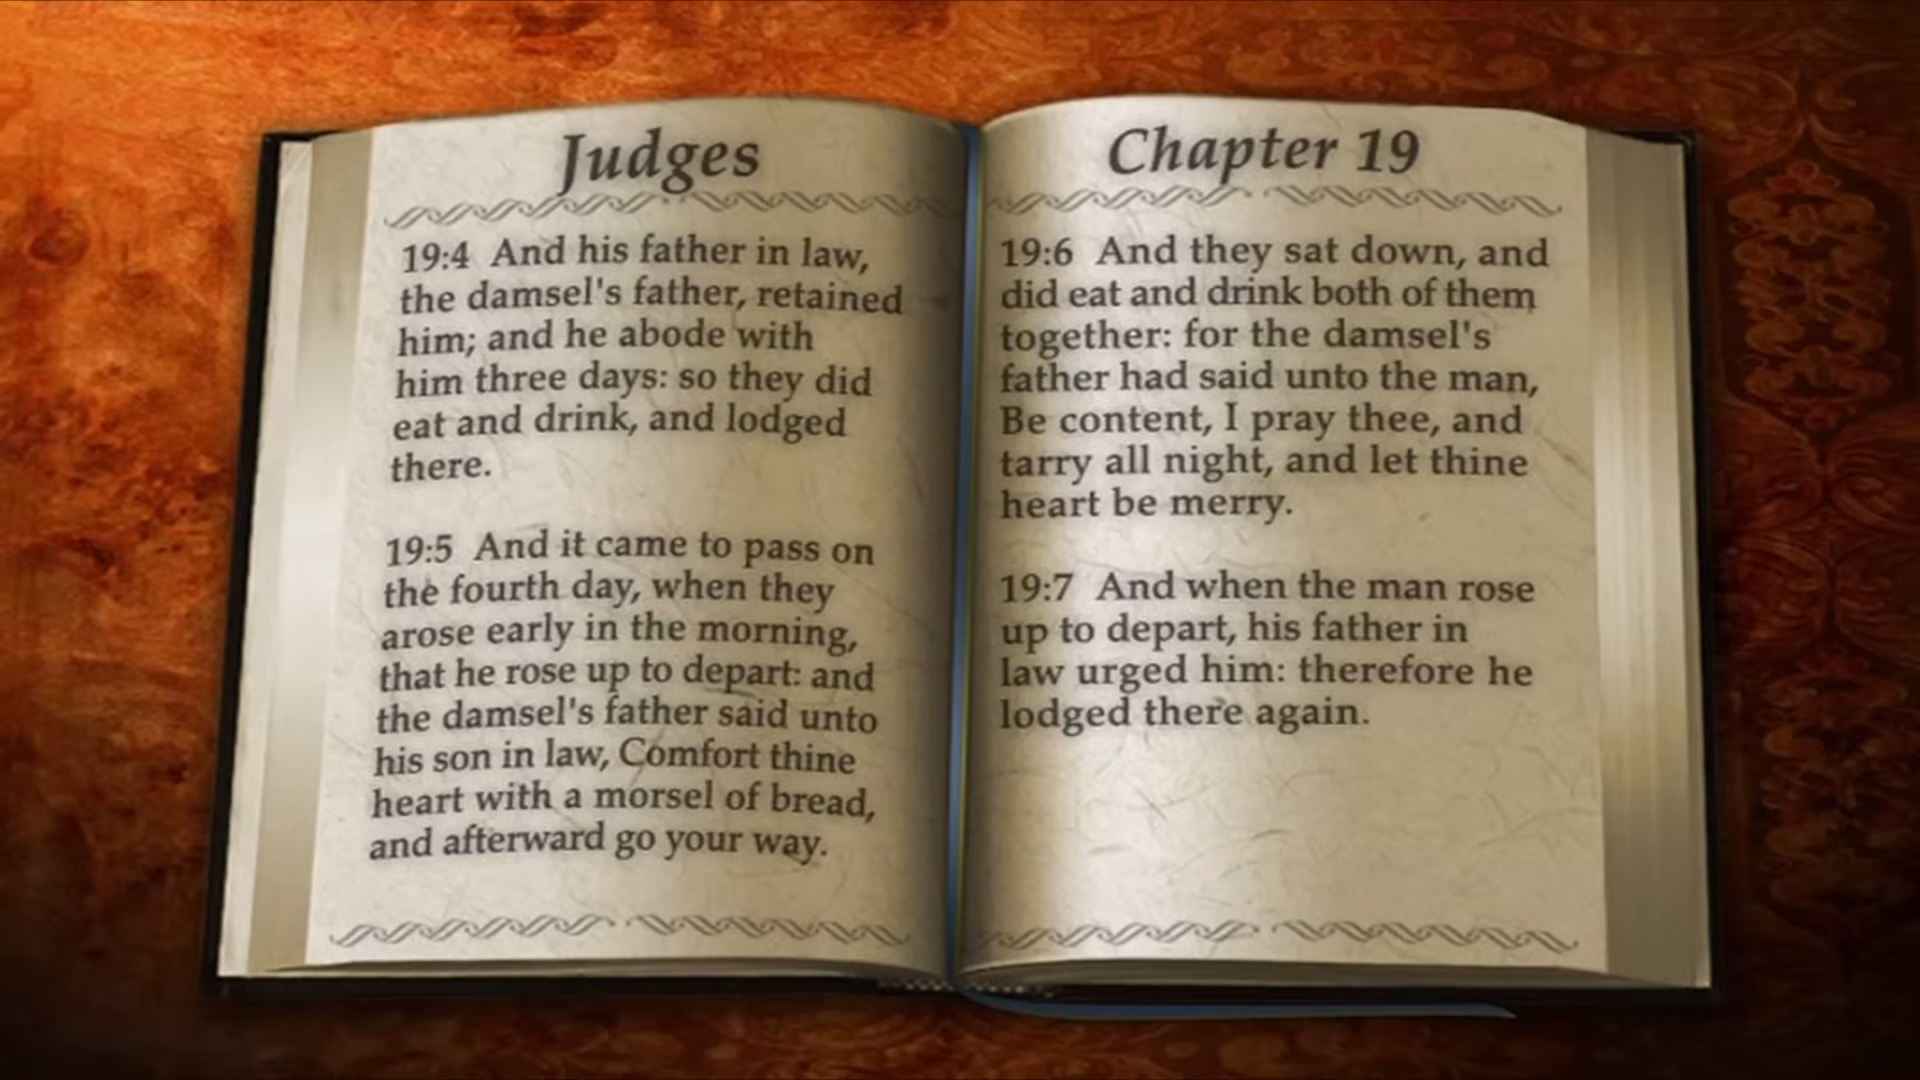 Judges
19:4 And his father in law,
the damsel's father, retained
him; and he abode with
him three days: so they did
eat and drink, and lodged
there.
19:5 And it came to pass on
the fourth day, when they
arose early in the morning,
that he rose up to depart: and
the damsel's father said unto
his son in law, Comfort thine
heart with a morsel of bread,
and afterward go your way.
Chapter 19
19:6 And they sat down, and
did eat and drink both of them
together: for the damsel's
father had said unto the man,
Be content, I pray thee, and
tarry all night, and let thine
heart be merry.
19:7 And when the man rose
up to depart, his father in
law urged him: therefore he
lodged there again.